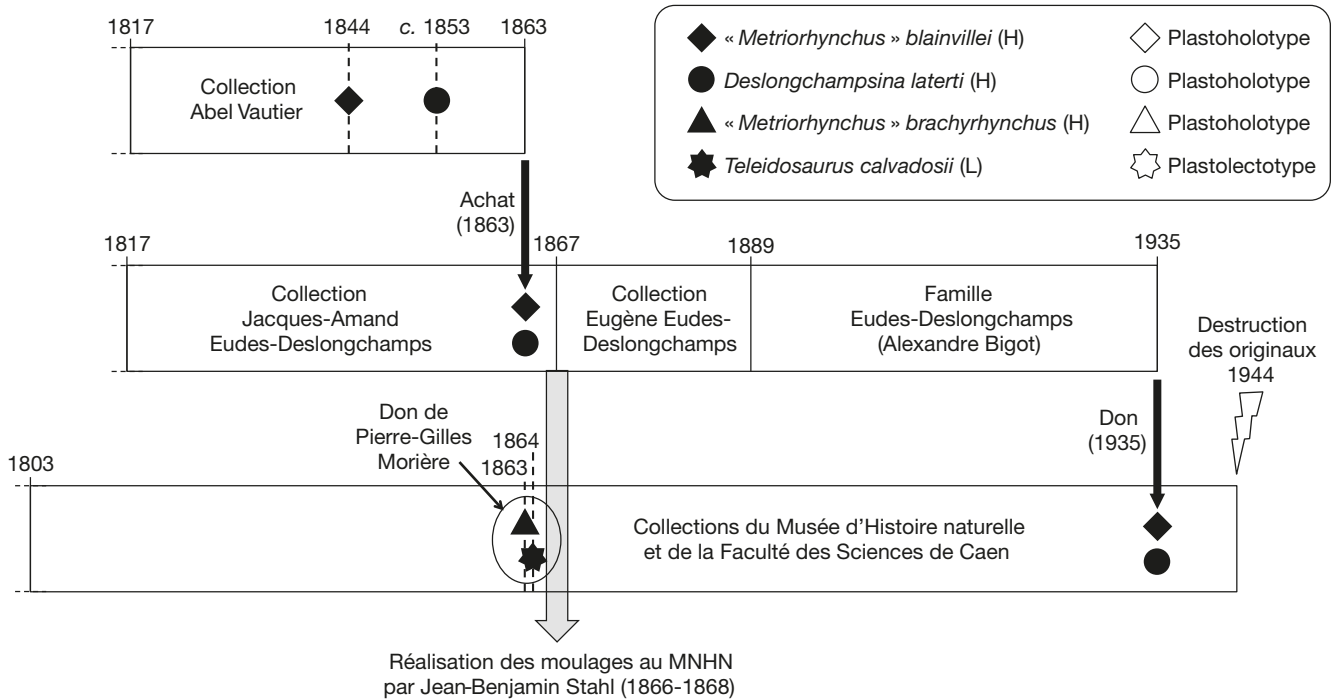 1817 1844 c. 1853 1863
Collection
Abel Vautier
« Metriorhynchus » blainvillei (H) Plastoholotype
Deslongchampsina laterti (H) Plastoholotype
« Metriorhynchus » brachyrhynchus (H) Plastoholotype
Teleidosaurus calvadosii (L) Plastolectotype
Achat
(1863)
1817 1867 1889 1935
Collection
Jacques-Amand
Eudes-Deslongchamps
Collection
Eugène Eudes-
Deslongchamps
Famille
Eudes-Deslongchamps
(Alexandre Bigot)
Destruction
des originaux
1944
Don de
Pierre-Gilles
Morière
Don
(1935)
1803 1863 1864
Collections du Musée d'Histoire naturelle
et de la Faculté des Sciences de Caen
Réalisation des moulages au MNHN
par Jean-Benjamin Stahl (1866-1868)